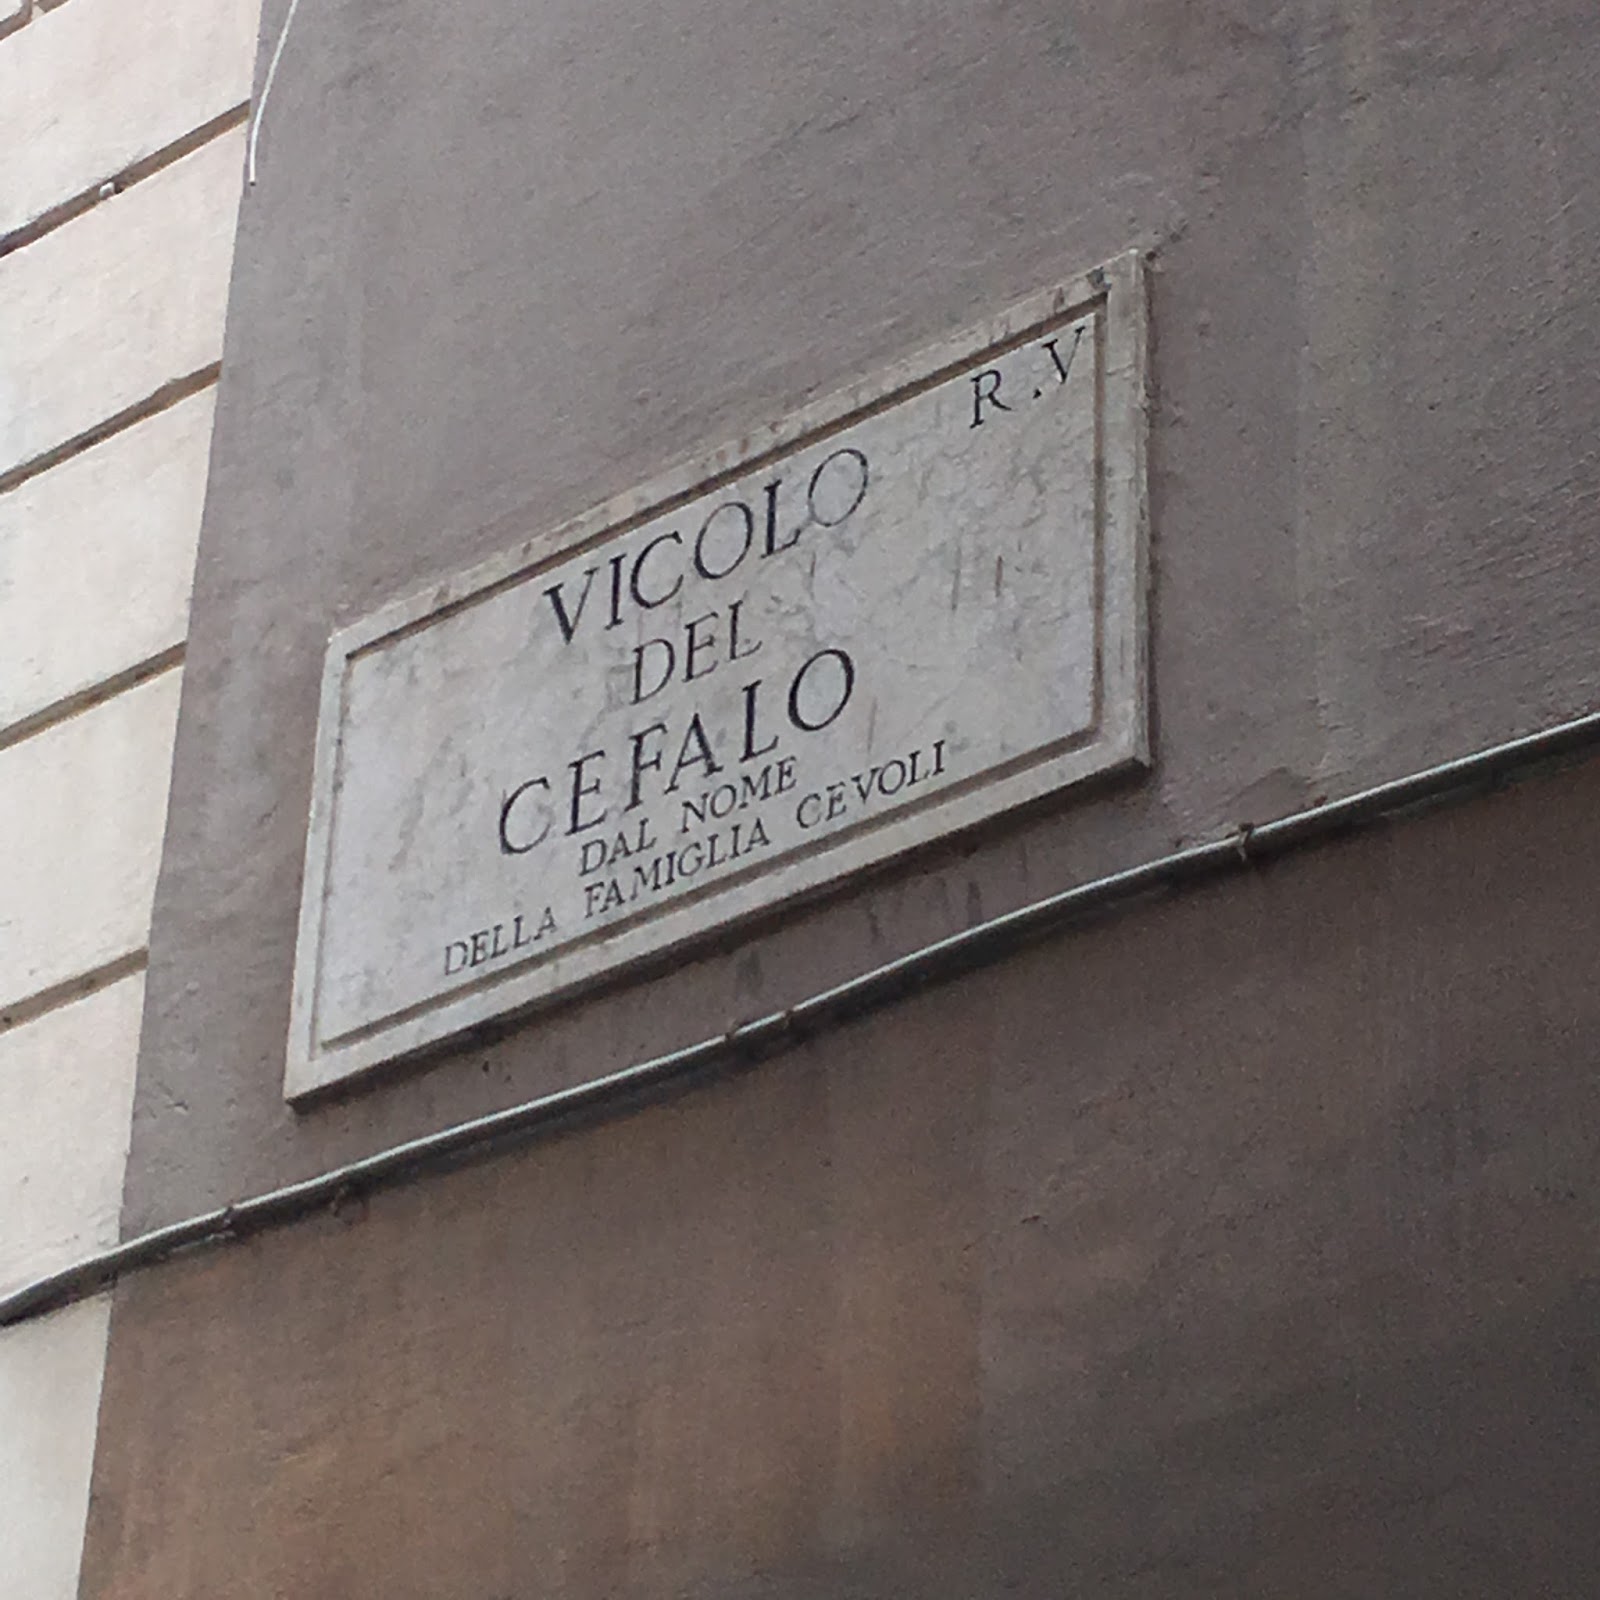 R.V
VICOLO
DEL
CEFALO
DAL NOME
DELLA FAMIGLIA CEVOLI